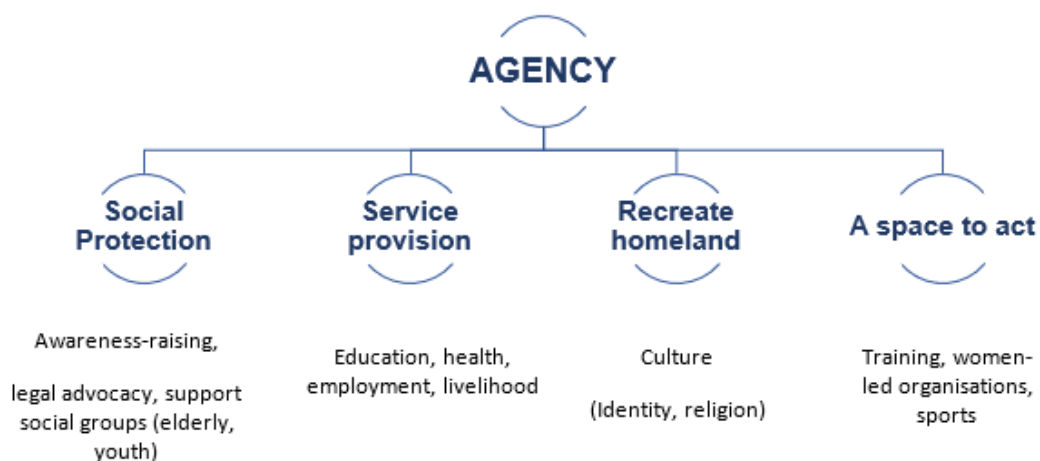 AGENCY
Social
Protection
Service
provision
Recreate
homeland
A space to act
Awareness-raising,
legal advocacy, support
social groups (elderly,
youth)
Education, health,
employment, livelihood
Culture
(Identity, religion)
Training, women-
led organisations,
sports